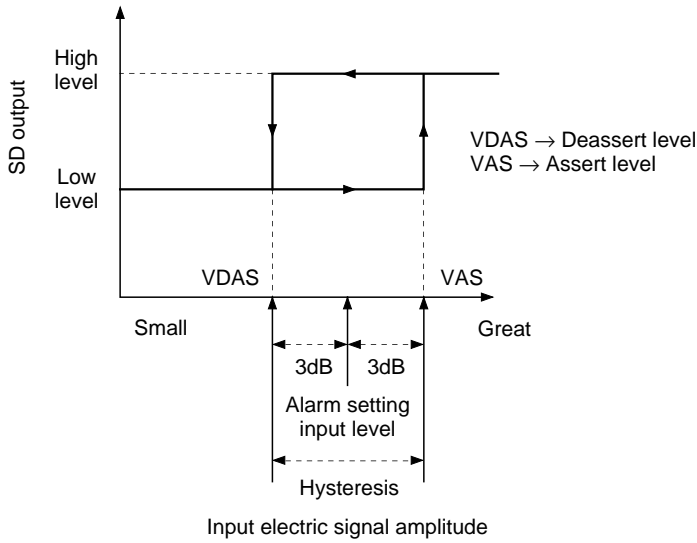 High
level
SD output
Low
level
VDAS → Deassert level
VAS → Assert level
VDAS
VAS
Small
Great
3dB
3dB
Alarm setting
input level
Hysteresis
Input electric signal amplitude